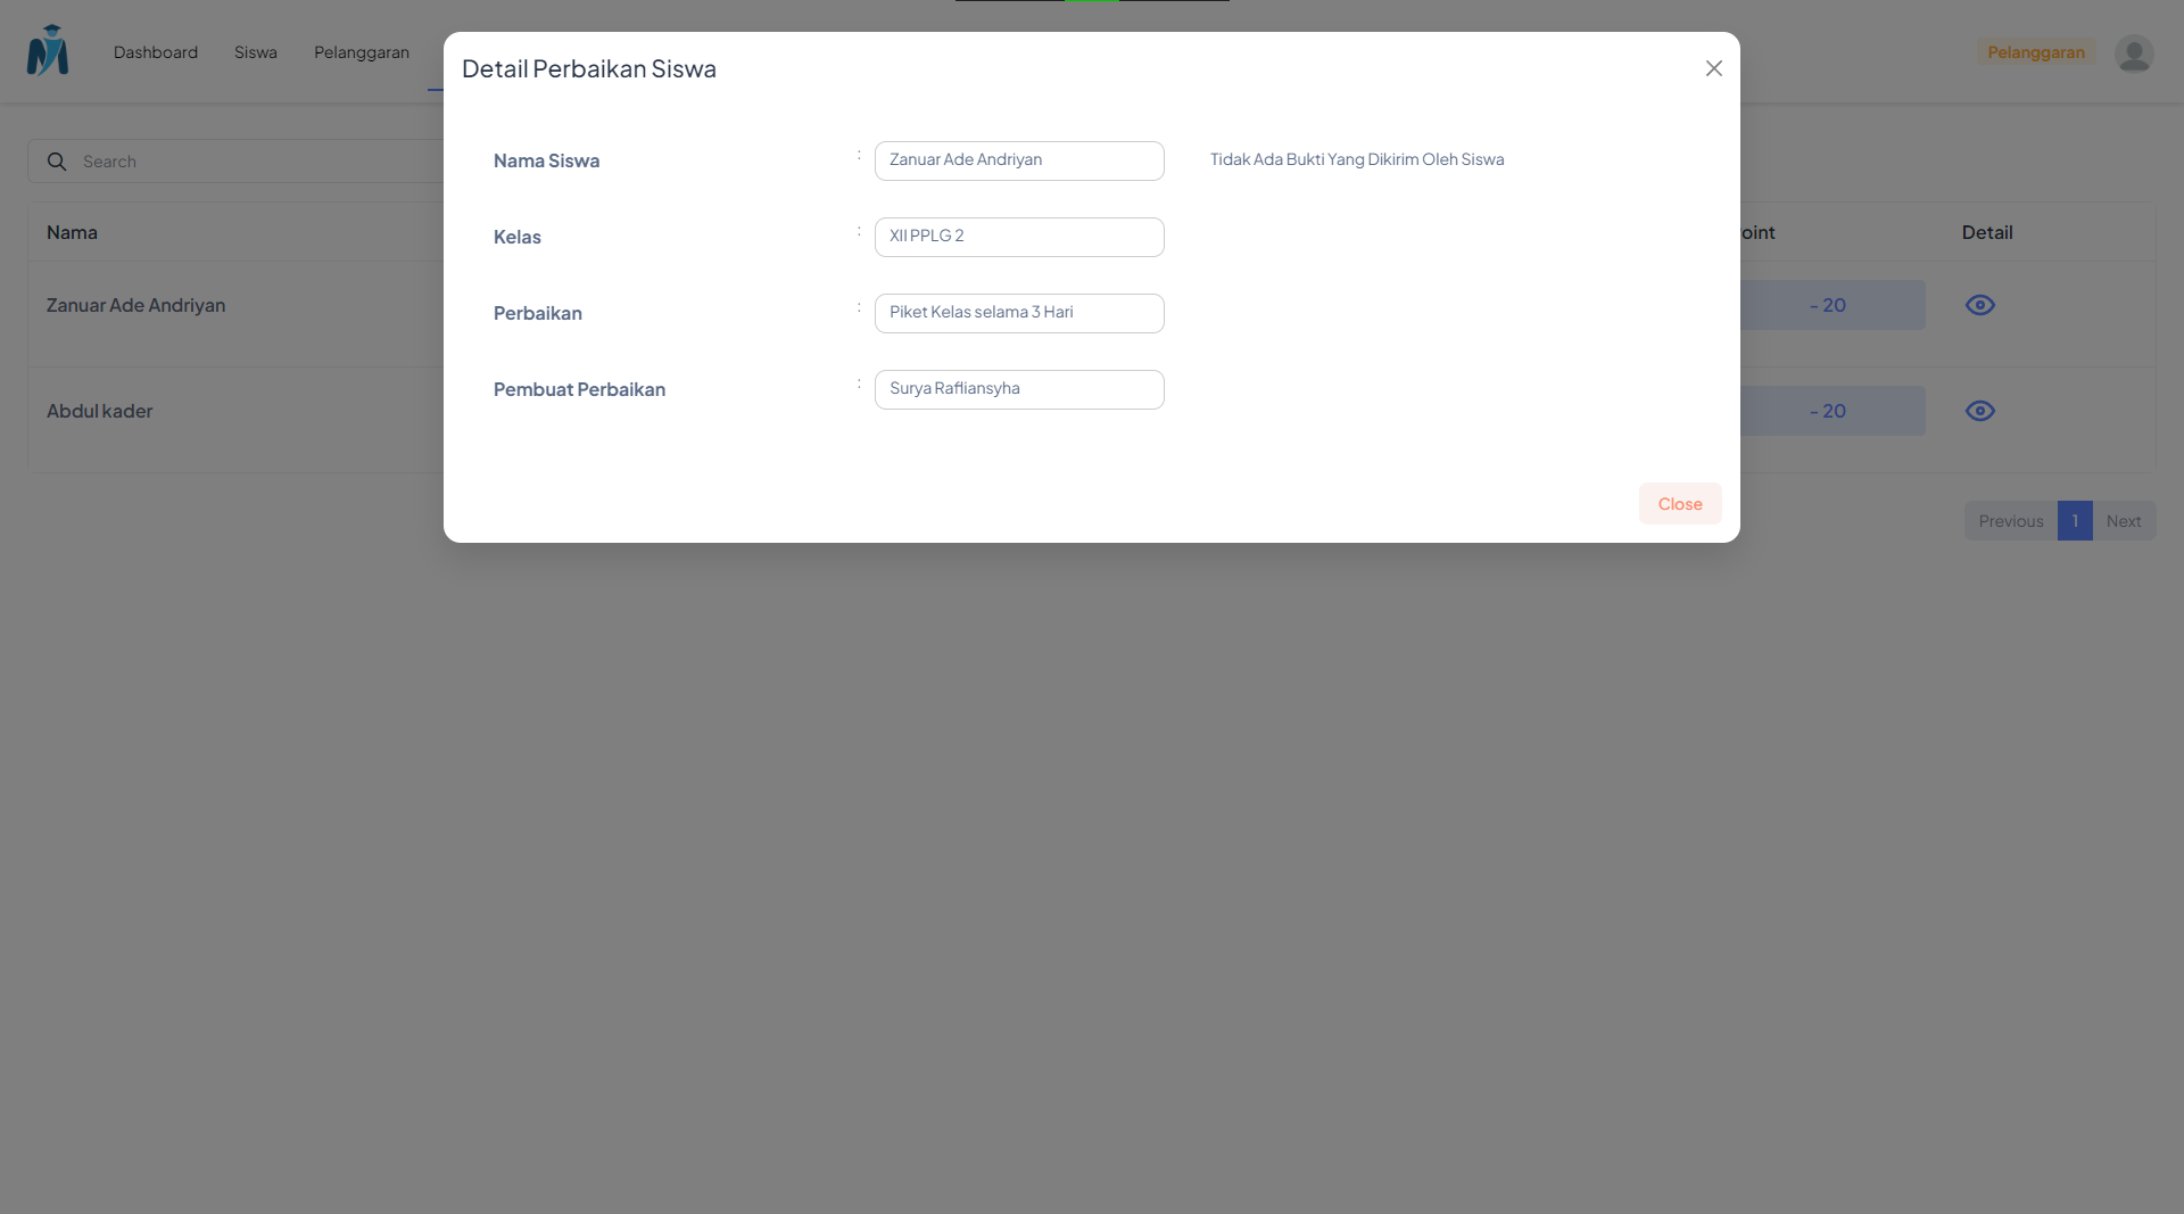 Dashboard Siswa Pelanggaran
Pelanggaran
Detail Perbaikan Siswa
Search
Nama Siswa : Zanuar Ade Andriyan Tidak Ada Bukti Yang Dikirim Oleh Siswa
Kelas : XII PPLG 2
Perbaikan : Piket Kelas selama 3 Hari
Pembuat Perbaikan : Surya Rafliansyha
Close
Nama oint Detail
Zanuar Ade Andriyan - 20
Abdul kader - 20
Previous 1 Next